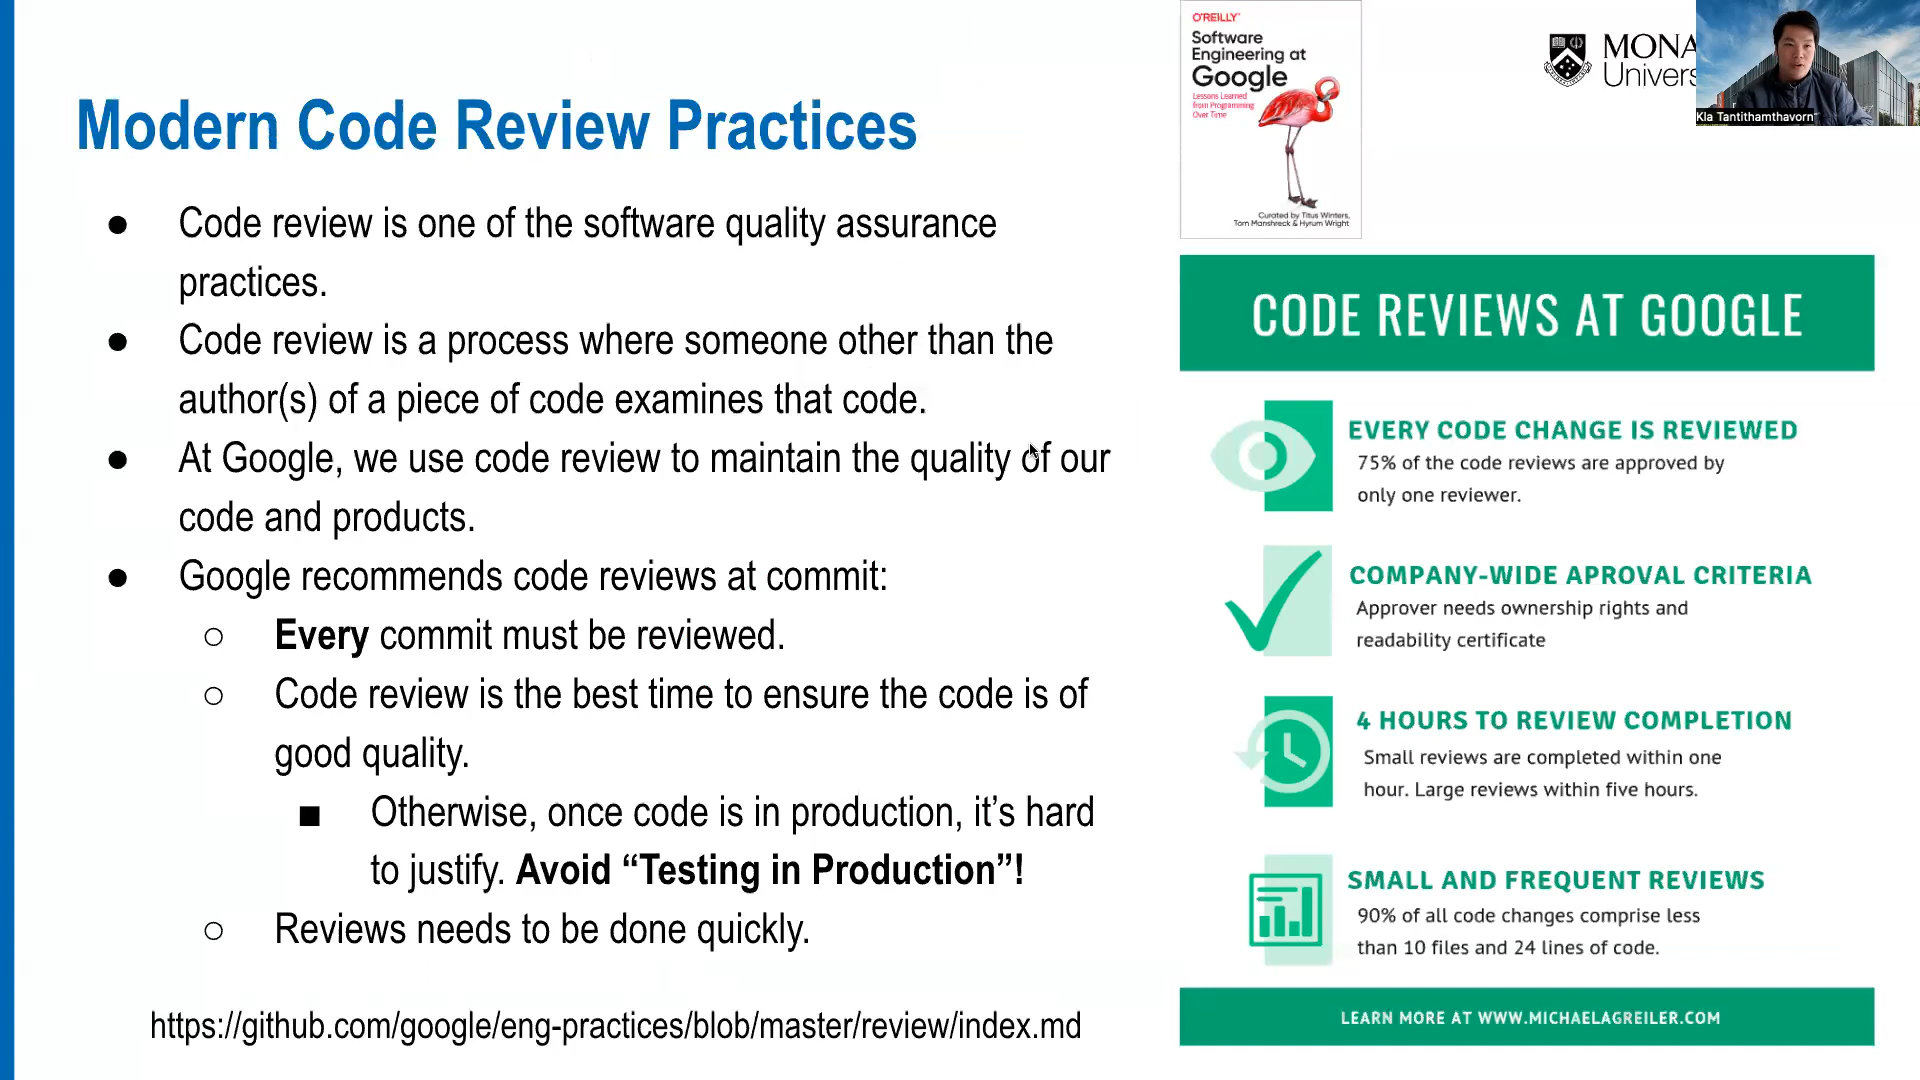 Modern Code Review Practices
● Code review is one of the software quality assurance
practices.
● Code review is a process where someone other than the
author(s) of a piece of code examines that code.
● At Google, we use code review to maintain the quality of our
code and products.
● Google recommends code reviews at commit:
○ Every commit must be reviewed.
○ Code review is the best time to ensure the code is of
good quality.
■ Otherwise, once code is in production, it’s hard
to justify. Avoid “Testing in Production”!
○ Reviews needs to be done quickly.
https://github.com/google/eng-practices/blob/master/review/index.md
O'REILLY
Software
Engineering at
Google
Lessons Learned
from Programming
Over Time
Curated by Titus Winters,
Tom Manshreck & Hyrum Wright
MONA
Univers
Kla Tantithamthavorn
CODE REVIEWS AT GOOGLE
EVERY CODE CHANGE IS REVIEWED
75% of the code reviews are approved by
only one reviewer.
COMPANY-WIDE APROVAL CRITERIA
Approver needs ownership rights and
readability certificate
4 HOURS TO REVIEW COMPLETION
Small reviews are completed within one
hour. Large reviews within five hours.
SMALL AND FREQUENT REVIEWS
90% of all code changes comprise less
than 10 files and 24 lines of code.
LEARN MORE AT WWW.MICHAELAGREILER.COM